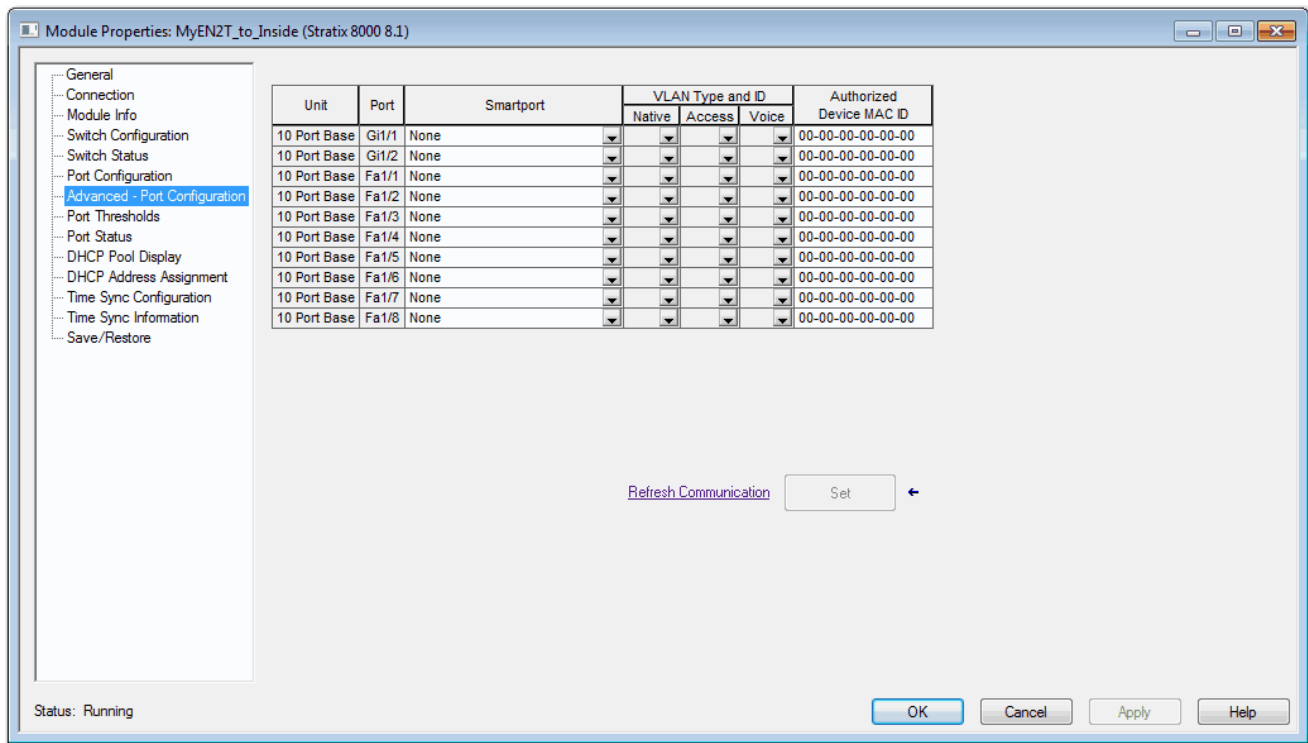 Module Properties: MyEN2T_to_Inside (Stratix 8000 8.1)
General
Connection
Module Info
Switch Configuration
Switch Status
Port Configuration
Advanced - Port Configuration
Port Thresholds
Port Status
DHCP Pool Display
DHCP Address Assignment
Time Sync Configuration
Time Sync Information
Save/Restore
Unit Port Smartport VLAN Type and ID Authorized Device MAC ID
Native Access Voice
10 Port Base Gi1/1 None 00-00-00-00-00-00
10 Port Base Gi1/2 None 00-00-00-00-00-00
10 Port Base Fa1/1 None 00-00-00-00-00-00
10 Port Base Fa1/2 None 00-00-00-00-00-00
10 Port Base Fa1/3 None 00-00-00-00-00-00
10 Port Base Fa1/4 None 00-00-00-00-00-00
10 Port Base Fa1/5 None 00-00-00-00-00-00
10 Port Base Fa1/6 None 00-00-00-00-00-00
10 Port Base Fa1/7 None 00-00-00-00-00-00
10 Port Base Fa1/8 None 00-00-00-00-00-00
Refresh Communication Set
Status: Running OK Cancel Apply Help